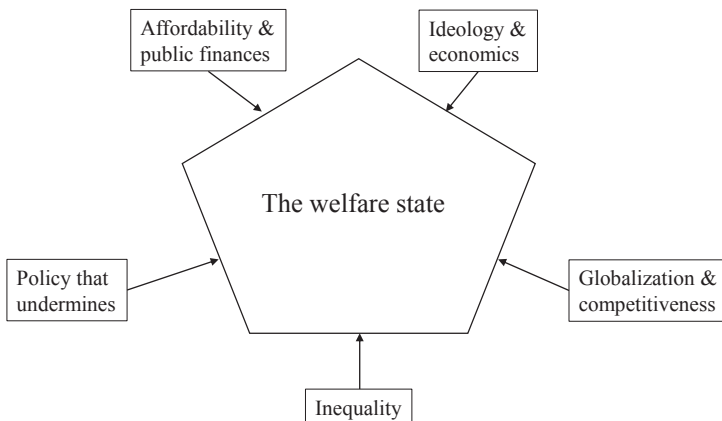 Affordability &
public finances
Ideology &
economics
The welfare state
Policy that
undermines
Globalization &
competitiveness
Inequality